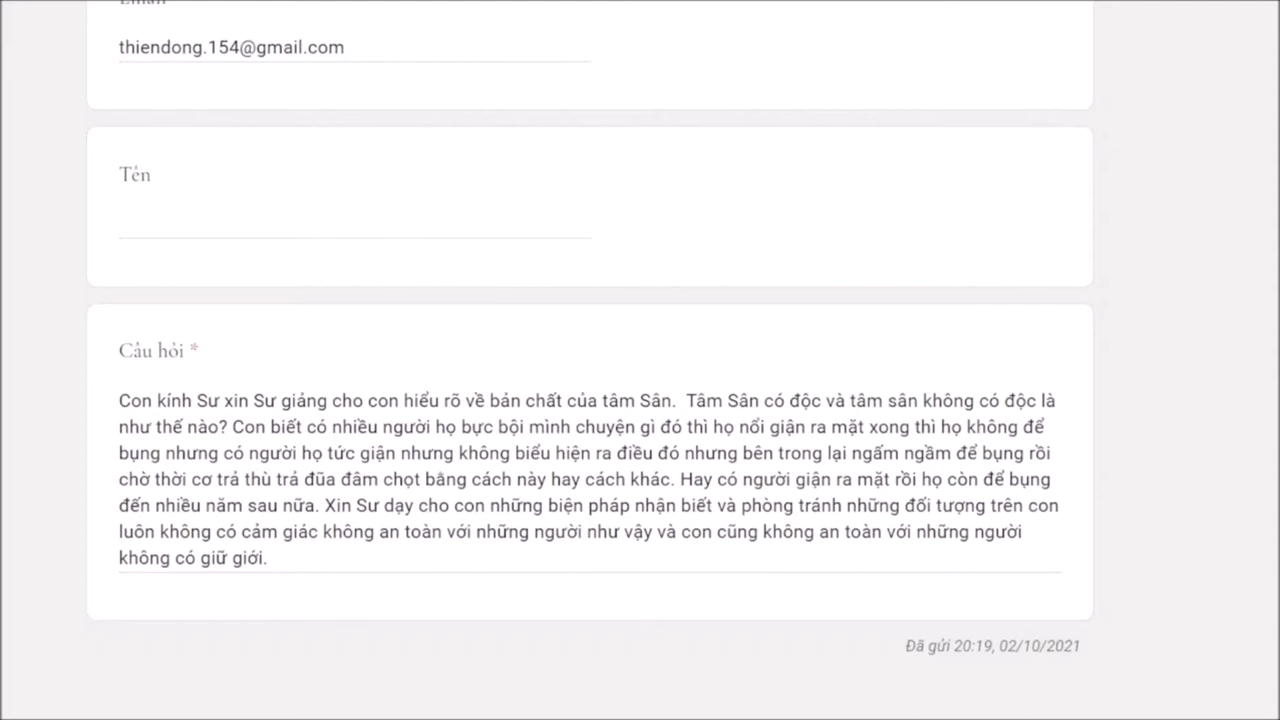 Email
thiendong.154@gmail.com
Tên
Câu hỏi *
Con kính Sư xin Sư giảng cho con hiểu rõ về bản chất của tâm Sân.  Tâm Sân có độc và tâm sân không có độc là
như thế nào? Con biết có nhiều người họ bực bội mình chuyện gì đó thì họ nổi giận ra mặt xong thì họ không để
bụng nhưng có người họ tức giận nhưng không biểu hiện ra điều đó nhưng bên trong lại ngấm ngầm để bụng rồi
chờ thời cơ trả thù trả đũa đâm chọt bằng cách này hay cách khác. Hay có người giận ra mặt rồi họ còn để bụng
đến nhiều năm sau nữa. Xin Sư dạy cho con những biện pháp nhận biết và phòng tránh những đối tượng trên con
luôn không có cảm giác không an toàn với những người như vậy và con cũng không an toàn với những người
không có giữ giới.
Đã gửi 20:19, 02/10/2021